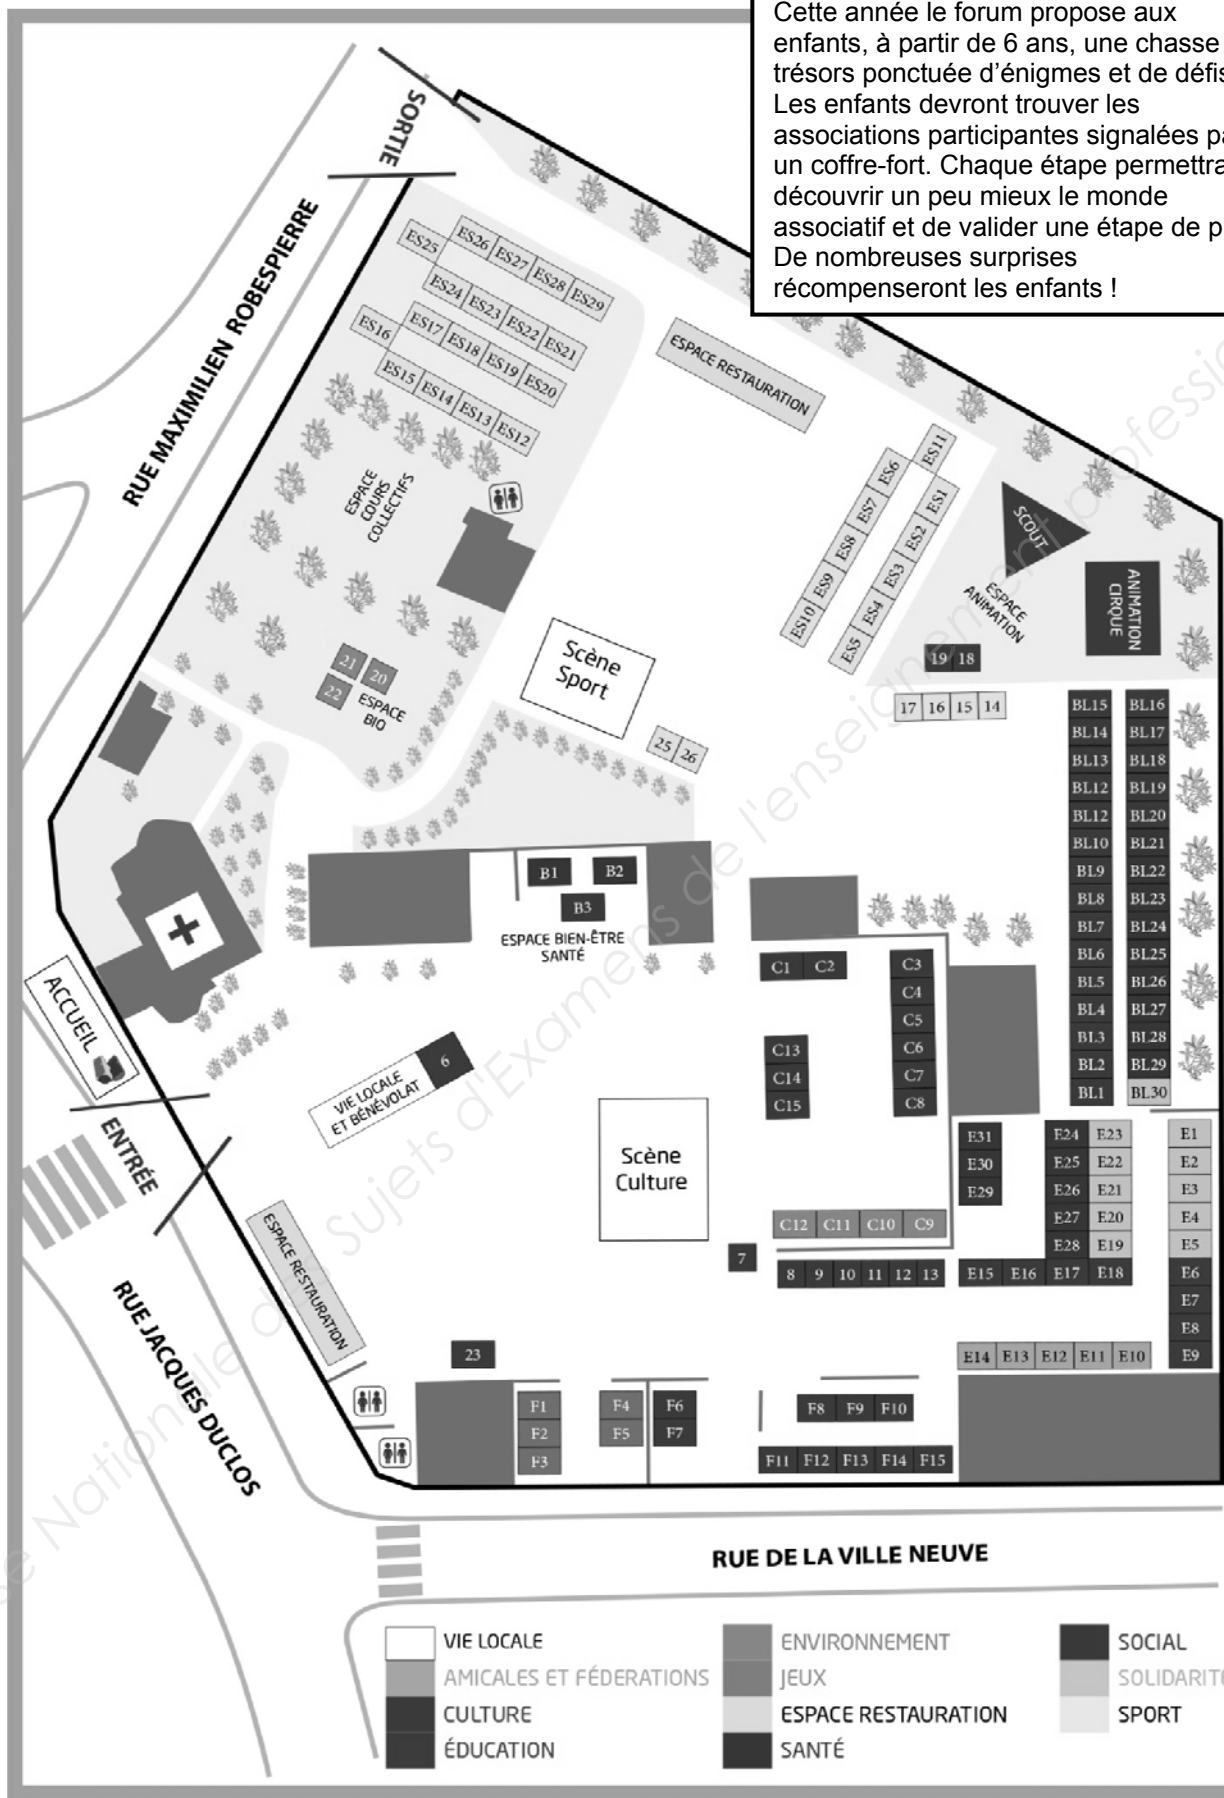 Cette année le forum propose aux
enfants, à partir de 6 ans, une chasse
trésors ponctuée d'énigmes et de
Les enfants devront trouver les
associations participantes signalées
un coffre-fort. Chaque étape permettra
découvrir un peu mieux le monde
associatif et de valider une étape de
De nombreuses surprises
récompenseront les enfants !
SORTIE
RUE MAXIMILIEN ROBESPIERRE
ES25 ES26 ES27 ES28 ES29
ES24 ES23 ES22 ES21
ES16 ES17 ES18 ES19 ES20
ES15 ES14 ES13 ES12
ESPACE RESTAURATION
ESPACE
COURS
COLLECTIFS
ES11
ES6 ES7 ES8 ES9 ES10
ES1 ES2 ES3 ES4 ES5
SCOUT
ESPACE
ANIMATION
ANIMATION
CIRQUE
19 18
17 16 15 14
Scène
Sport
21 20
22
ESPACE
BIO
25 26
BL15 BL16
BL14 BL17
BL13 BL18
BL12 BL19
BL12 BL20
BL10 BL21
BL9 BL22
BL8 BL23
BL7 BL24
BL6 BL25
BL5 BL26
BL4 BL27
BL3 BL28
BL2 BL29
BL1 BL30
B1 B2
B3
ESPACE BIEN-ÊTRE
SANTÉ
C1 C2
C3
C4
C5
C6
C7
C8
C13
C14
C15
ACCUEIL
VIE LOCALE
ET BÉNÉVOLAT
6
ENTRÉE
Scène
Culture
C12 C11 C10 C9
7
8 9 10 11 12 13
E31
E30
E29
E24 E23
E25 E22
E26 E21
E27 E20
E28 E19
E15 E16 E17 E18
E1
E2
E3
E4
E5
E6
E7
E8
E9
E14 E13 E12 E11 E10
ESPACE RESTAURATION
RUE JACQUES DUCLOS
23
F1
F2
F3
F4
F5
F6
F7
F8 F9 F10
F11 F12 F13 F14 F15
RUE DE LA VILLE NEUVE
VIE LOCALE
AMICALES ET FÉDERATIONS
CULTURE
ÉDUCATION
ENVIRONNEMENT
JEUX
ESPACE RESTAURATION
SANTÉ
SOCIAL
SOLIDARITÉ
SPORT
Nationale des Sujets d'Examens de l'enseignement